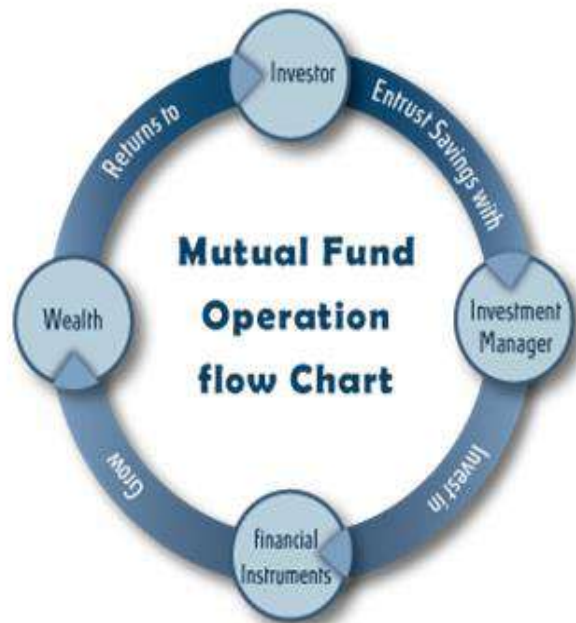 Investor
Entrust Savings with
Investment
Manager
Invest in
financial
Instruments
Grow
Wealth
Returns to
Mutual Fund
Operation
flow Chart